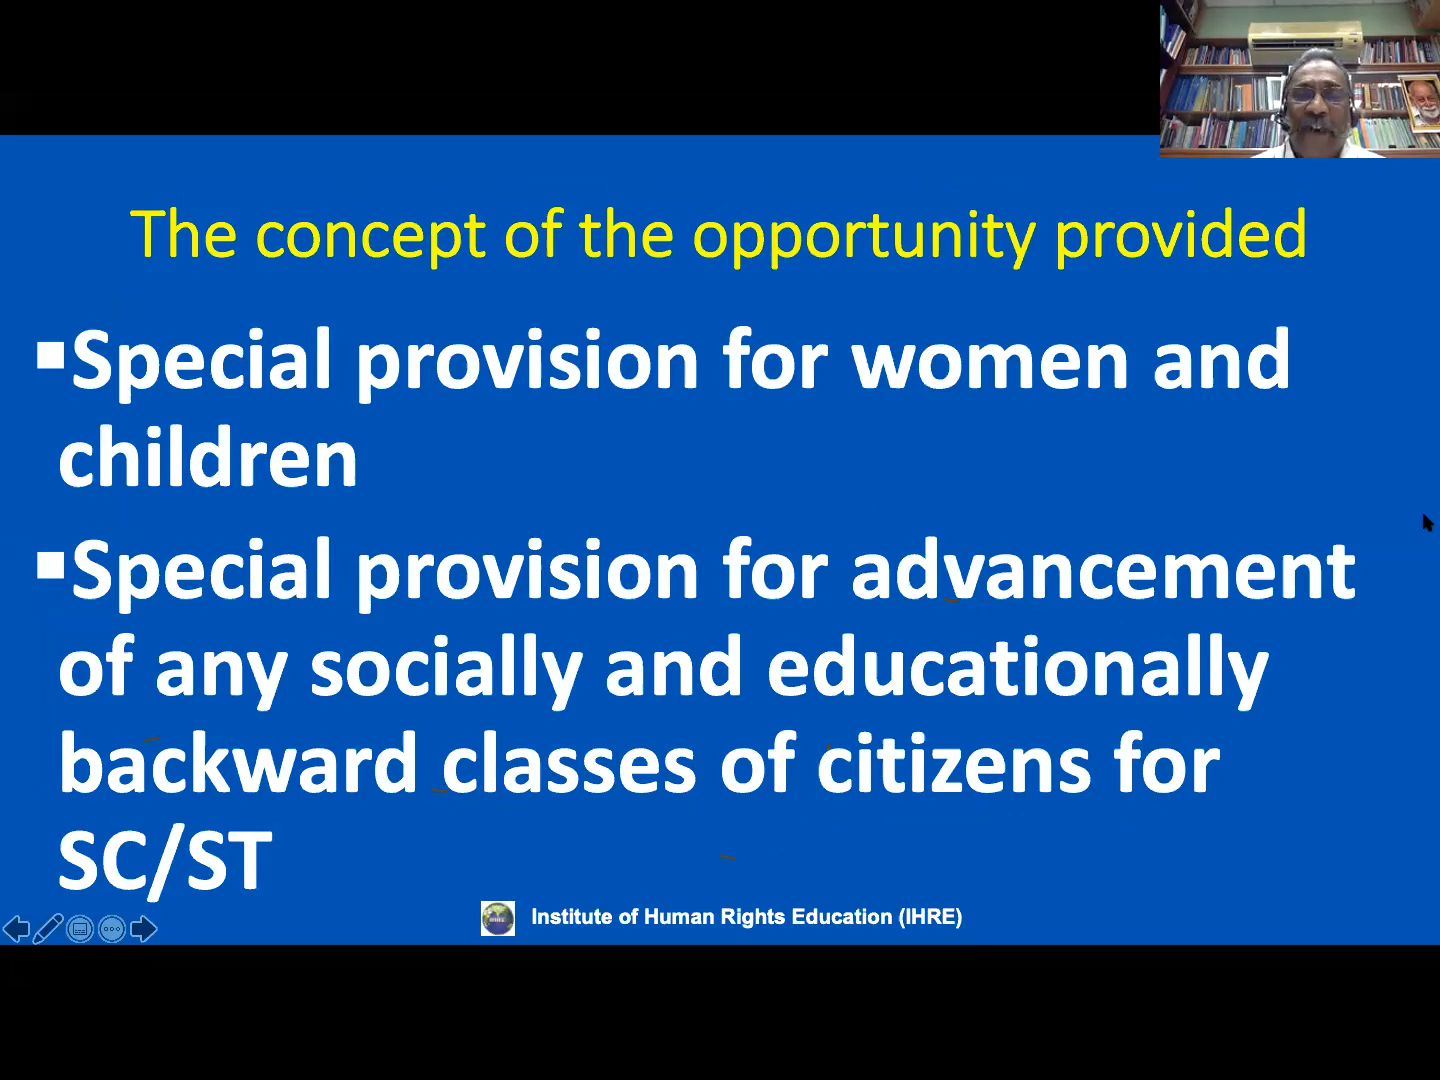 The concept of the opportunity provided
▪Special provision for women and
children
▪Special provision for advancement
of any socially and educationally
backward classes of citizens for
SC/ST
Institute of Human Rights Education (IHRE)